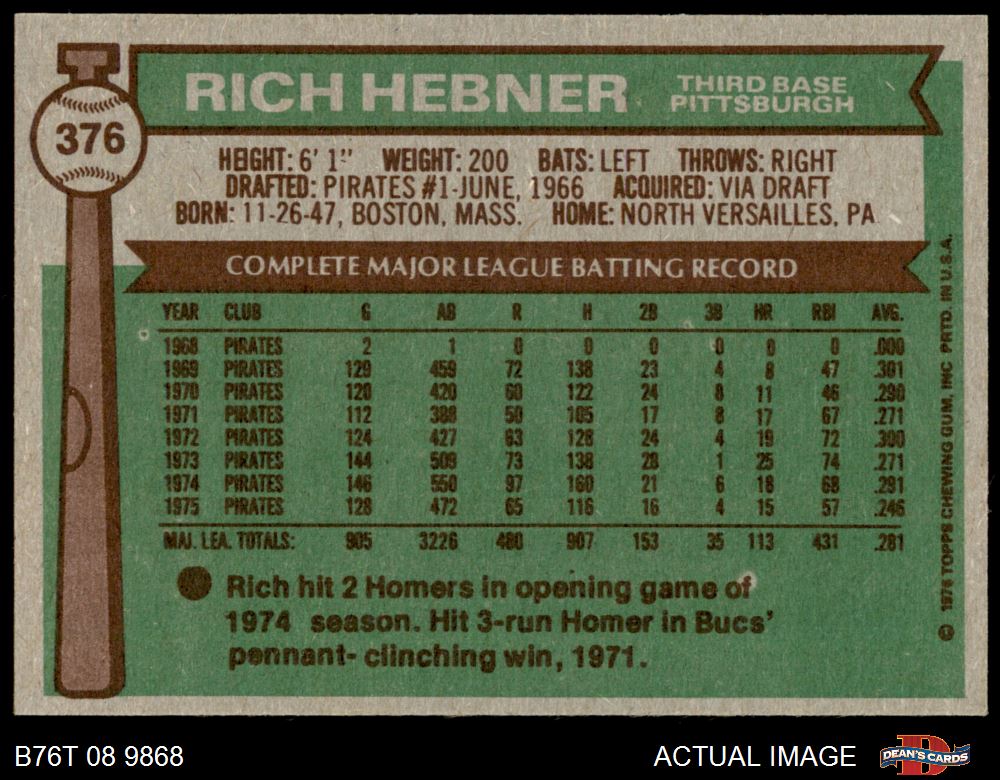 376
RICH HEBNER
THIRD BASE
PITTSBURGH
HEIGHT: 6' 1" WEIGHT: 200 BATS: LEFT THROWS: RIGHT
DRAFTED: PIRATES #1-JUNE, 1966 ACQUIRED: VIA DRAFT
BORN: 11-26-47, BOSTON, MASS. HOME: NORTH VERSAILLES, PA
COMPLETE MAJOR LEAGUE BATTING RECORD
YEAR CLUB G AB R H 2B 3B HR RBI AVG.
1968 PIRATES 2 1 0 0 0 0 0 0 .000
1969 PIRATES 129 459 72 138 23 4 8 47 .301
1970 PIRATES 120 420 60 122 24 8 11 46 .290
1971 PIRATES 112 388 50 105 17 8 17 67 .271
1972 PIRATES 124 427 63 128 24 4 19 72 .300
1973 PIRATES 144 509 73 138 28 1 25 74 .271
1974 PIRATES 146 550 97 160 21 6 18 68 .291
1975 PIRATES 128 472 65 116 16 4 15 57 .246
MAJ. LEA. TOTALS: 905 3226 480 907 153 35 113 431 .281
Rich hit 2 Homers in opening game of
1974 season. Hit 3-run Homer in Bucs'
pennant- clinching win, 1971.
© 1976 TOPPS CHEWING GUM, INC PRTD. IN U.S.A.
B76T 08 9868
ACTUAL IMAGE
D
DEAN'S CARDS